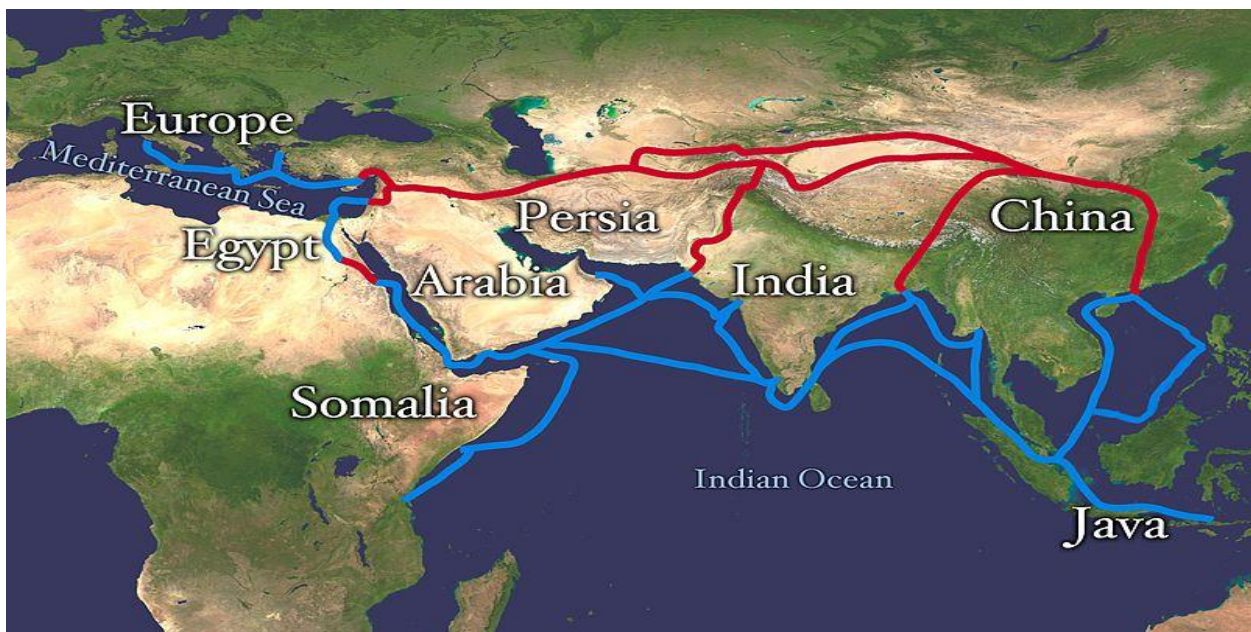 Europe
Mediterranean Sea
Egypt
Persia
China
Arabia
India
Somalia
Indian Ocean
Java